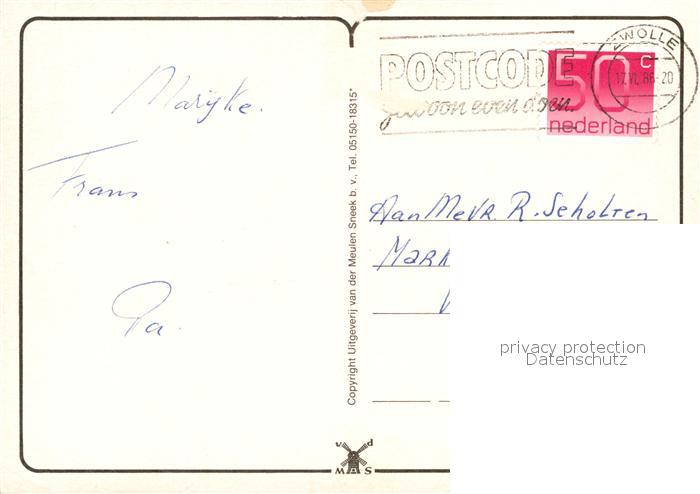 Marijke.
Frans
Pa.
Copyright Uitgeverij van der Meulen Sneek b. v., Tel. 05150-18315*
POSTCODE
gewoon even doen.
ZWOLLE
17.VI.86-20
50 c
nederland
Aan Mevr. R. Scholten
privacy protection
Datenschutz
v d
M A S